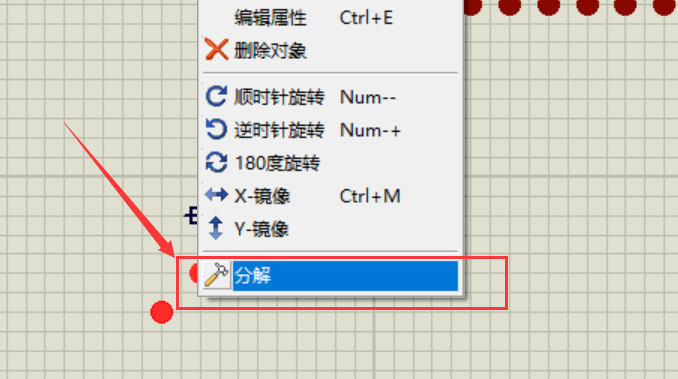 编辑属性 Ctrl+E
删除对象
顺时针旋转 Num--
逆时针旋转 Num-+
180度旋转
X-镜像 Ctrl+M
Y-镜像
分解